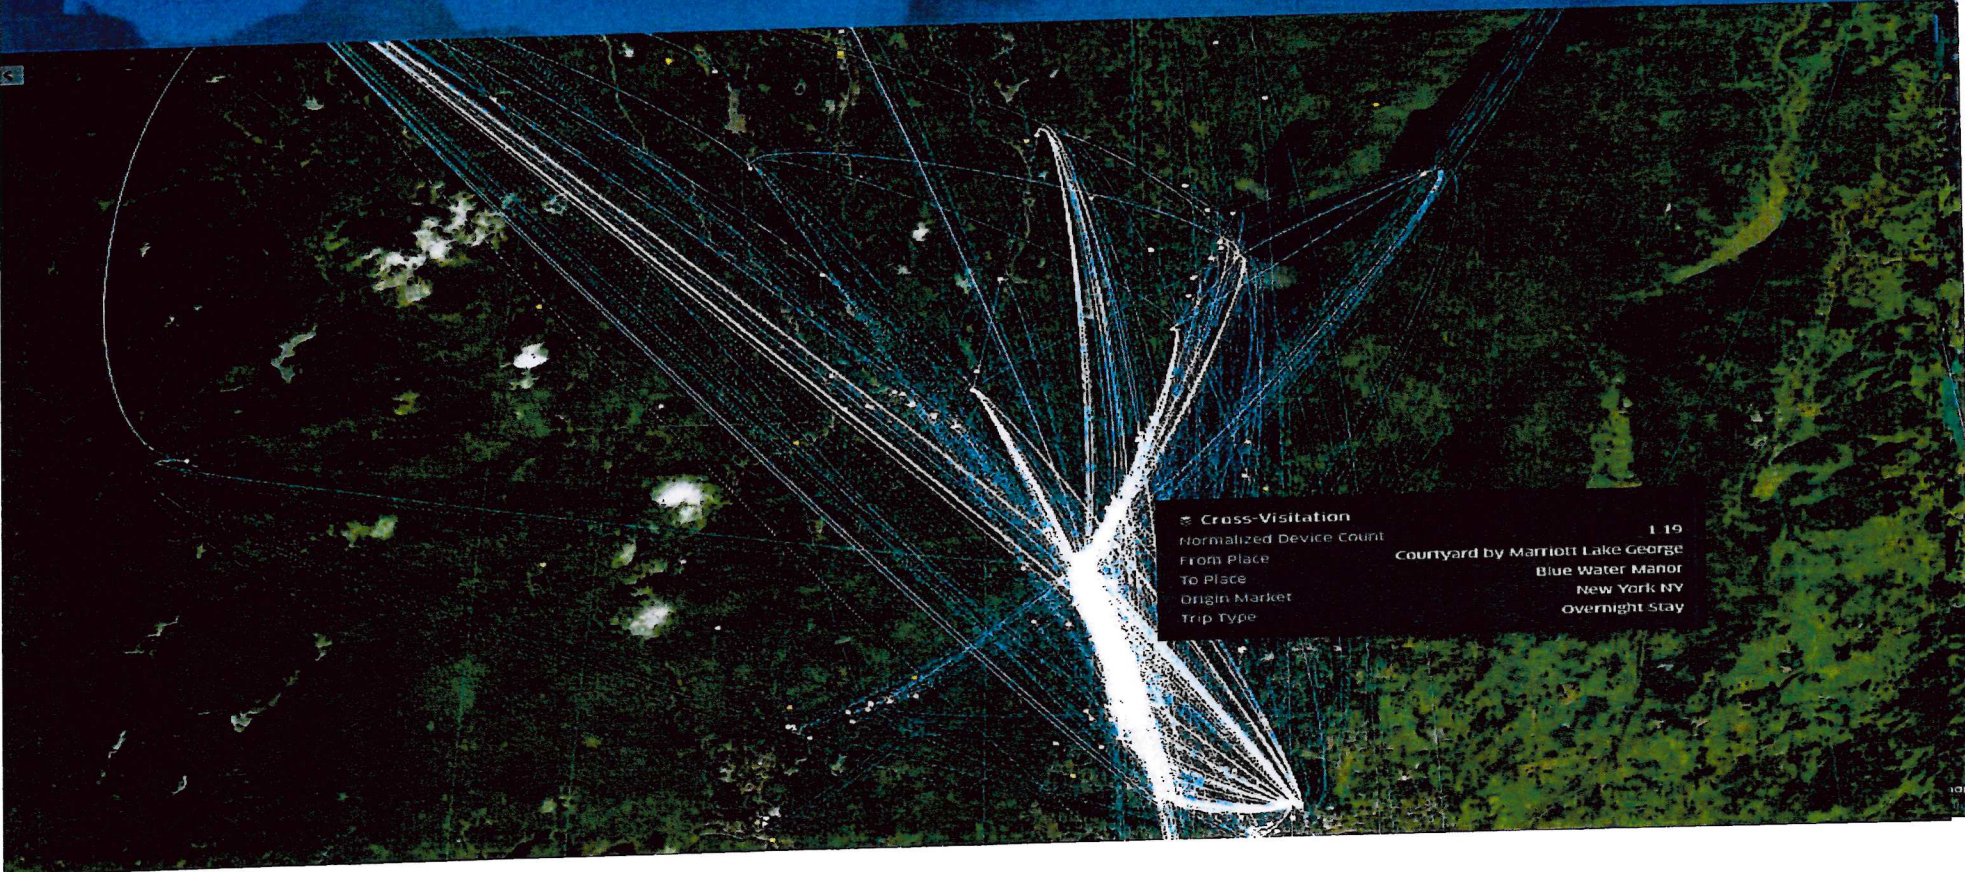 Cross-Visitation
Normalized Device Count 1.19
From Place Courtyard by Marriott Lake George
To Place Blue Water Manor
Origin Market New York NY
Trip Type Overnight Stay